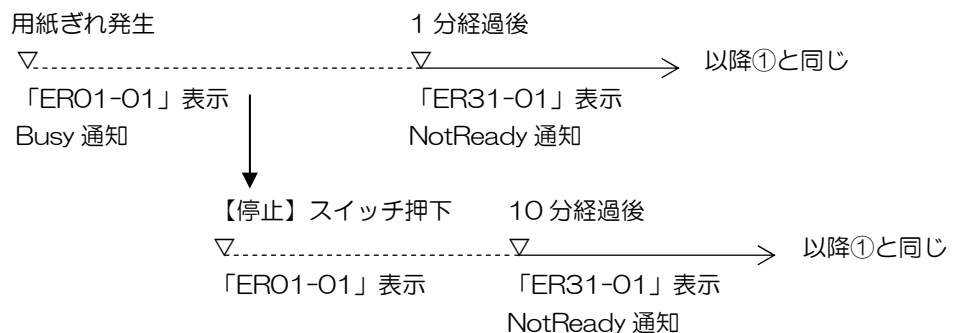 用紙ぎれ発生 1分経過後
▽ ▽ 以降①と同じ
「ER01-01」表示 「ER31-01」表示
Busy 通知 NotReady 通知
【停止】スイッチ押下 10分経過後
▽ ▽ 以降①と同じ
「ER01-01」表示 「ER31-01」表示
NotReady 通知